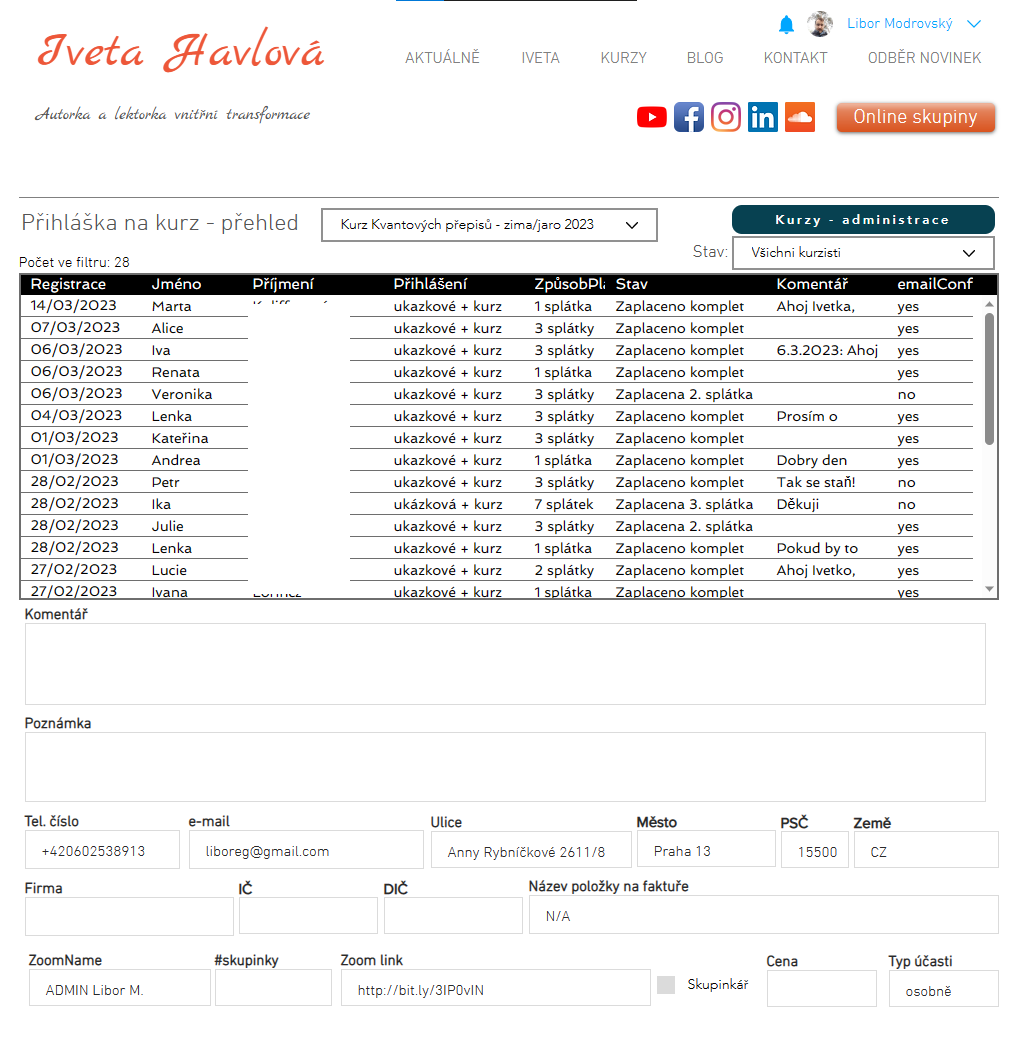 Libor Modrovský
Iveta Havlová
AKTUÁLNĚ IVETA KURZY BLOG KONTAKT ODBĚR NOVINEK
Autorka a lektorka vnitřní transformace
Online skupiny
Přihláška na kurz - přehled
Kurz Kvantových přepisů - zima/jaro 2023
Kurzy - administrace
Stav: Všichni kurzisti
Počet ve filtru: 28
Registrace Jméno Příjmení Přihlášení ZpůsobPla Stav Komentář emailConf
14/03/2023 Marta ukazkové + kurz 1 splátka Zaplaceno komplet Ahoj Ivetka, yes
07/03/2023 Alice ukazkové + kurz 3 splátky Zaplaceno komplet yes
06/03/2023 Iva ukazkové + kurz 3 splátky Zaplaceno komplet 6.3.2023: Ahoj yes
06/03/2023 Renata ukazkové + kurz 1 splátka Zaplaceno komplet yes
06/03/2023 Veronika ukazkové + kurz 3 splátky Zaplacena 2. splátka no
04/03/2023 Lenka ukazkové + kurz 3 splátky Zaplaceno komplet Prosím o yes
01/03/2023 Kateřina ukazkové + kurz 3 splátky Zaplaceno komplet yes
01/03/2023 Andrea ukazkové + kurz 1 splátka Zaplaceno komplet Dobry den yes
28/02/2023 Petr ukazkové + kurz 3 splátky Zaplaceno komplet Tak se staň! no
28/02/2023 Ika ukázková + kurz 7 splátek Zaplacena 3. splátka Děkuji no
28/02/2023 Julie ukazkové + kurz 3 splátky Zaplacena 2. splátka yes
28/02/2023 Lenka ukazkové + kurz 1 splátka Zaplaceno komplet Pokud by to yes
27/02/2023 Lucie ukazkové + kurz 2 splátky Zaplaceno komplet Ahoj Ivetko, yes
27/02/2023 Ivana ukazkové + kurz 1 splátka Zaplaceno komplet yes
Komentář
Poznámka
Tel. číslo e-mail Ulice Město PSČ Země
+420602538913 liboreg@gmail.com Anny Rybníčkové 2611/8 Praha 13 15500 CZ
Firma IČ DIČ Název položky na faktuře
N/A
ZoomName #skupinky Zoom link Cena Typ účasti
ADMIN Libor M. http://bit.ly/3IP0vIN Skupinkář osobně